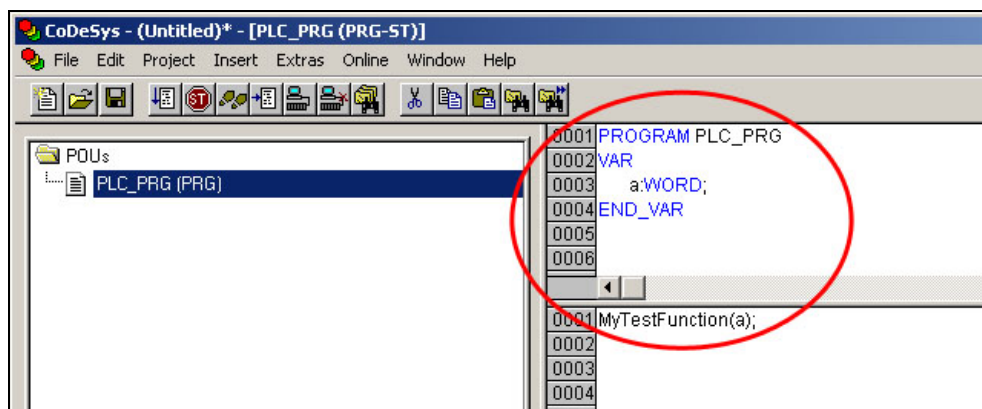 CoDeSys - (Untitled)* - [PLC_PRG (PRG-ST)]
File Edit Project Insert Extras Online Window Help
POUs
PLC_PRG (PRG)
0001 PROGRAM PLC_PRG
0002 VAR
0003 a:WORD;
0004 END_VAR
0005
0006
0001 MyTestFunction(a);
0002
0003
0004